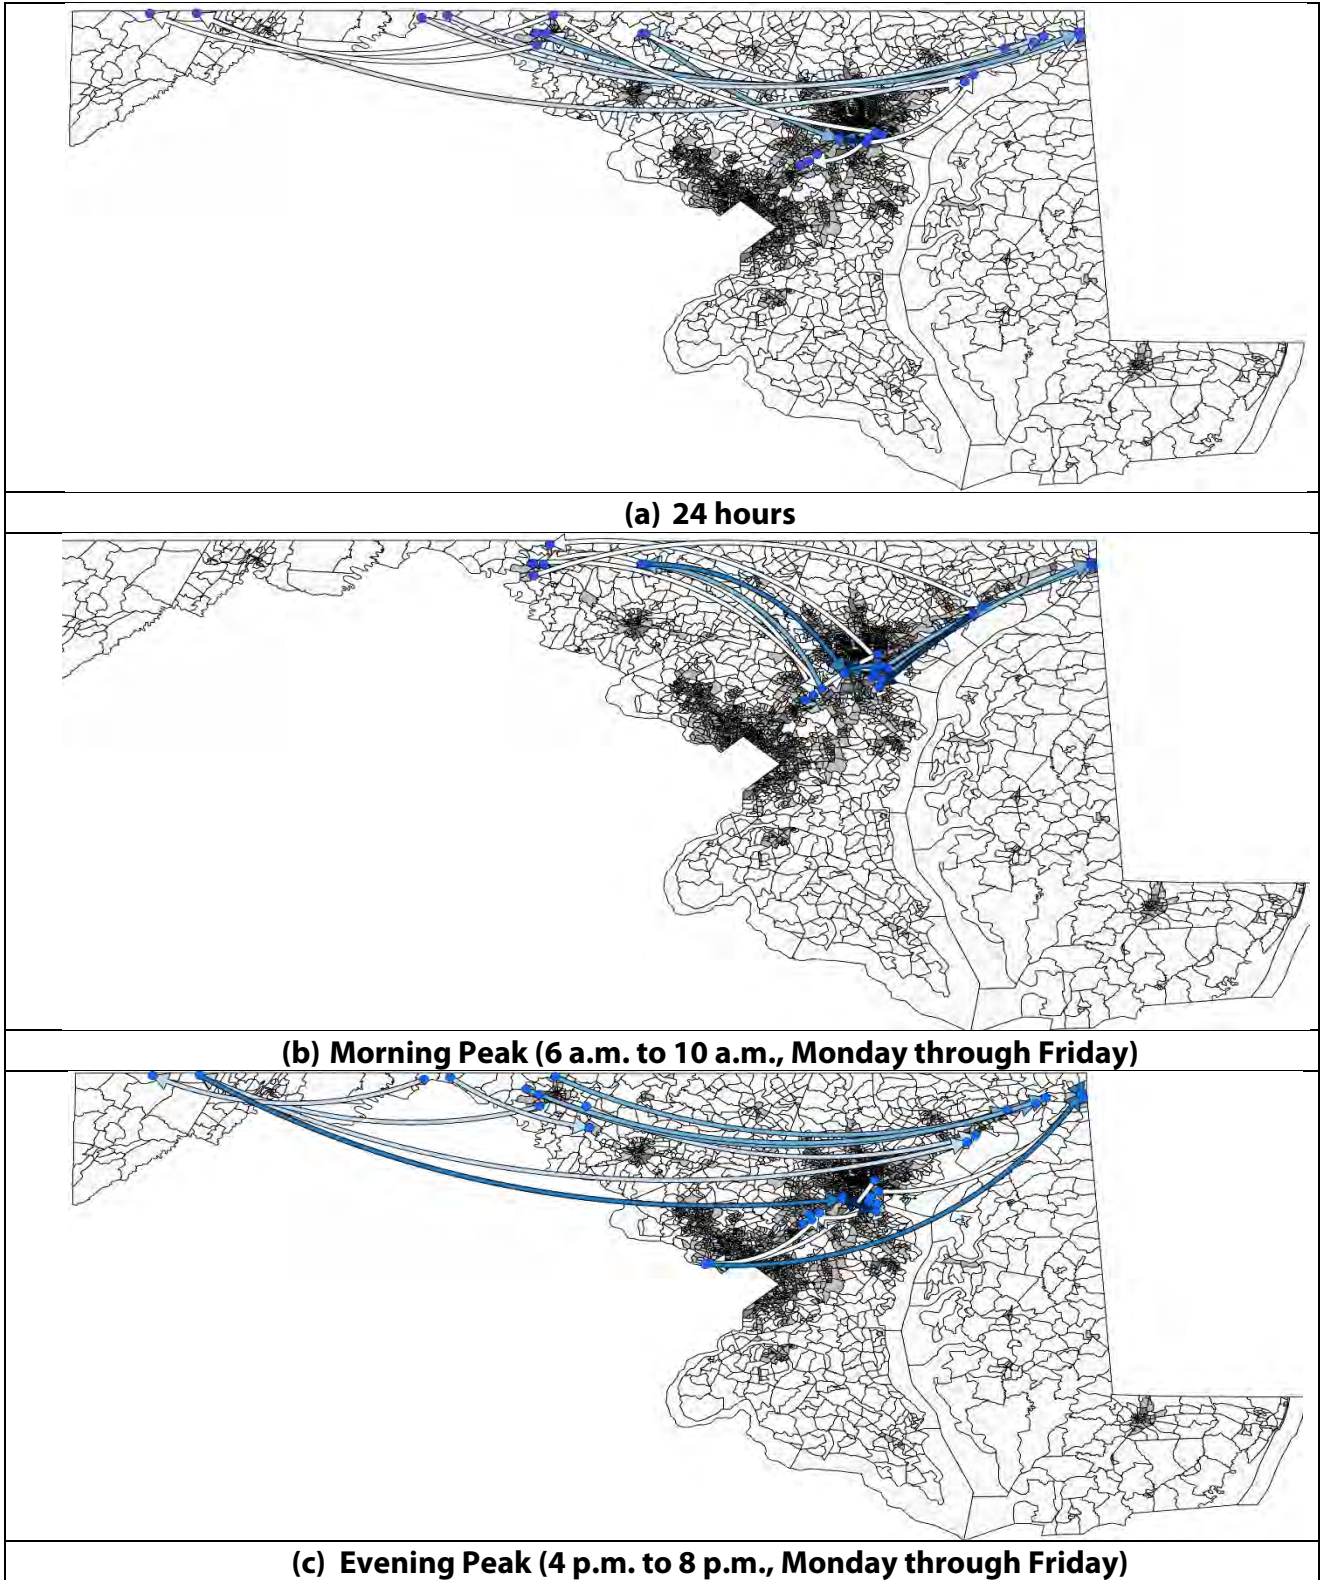 (a) 24 hours
(b) Morning Peak (6 a.m. to 10 a.m., Monday through Friday)
(c) Evening Peak (4 p.m. to 8 p.m., Monday through Friday)